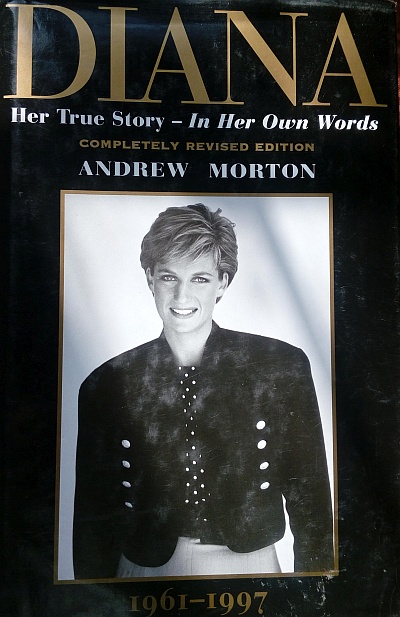 DIANA
Her True Story – In Her Own Words
COMPLETELY REVISED EDITION
ANDREW MORTON
1961–1997